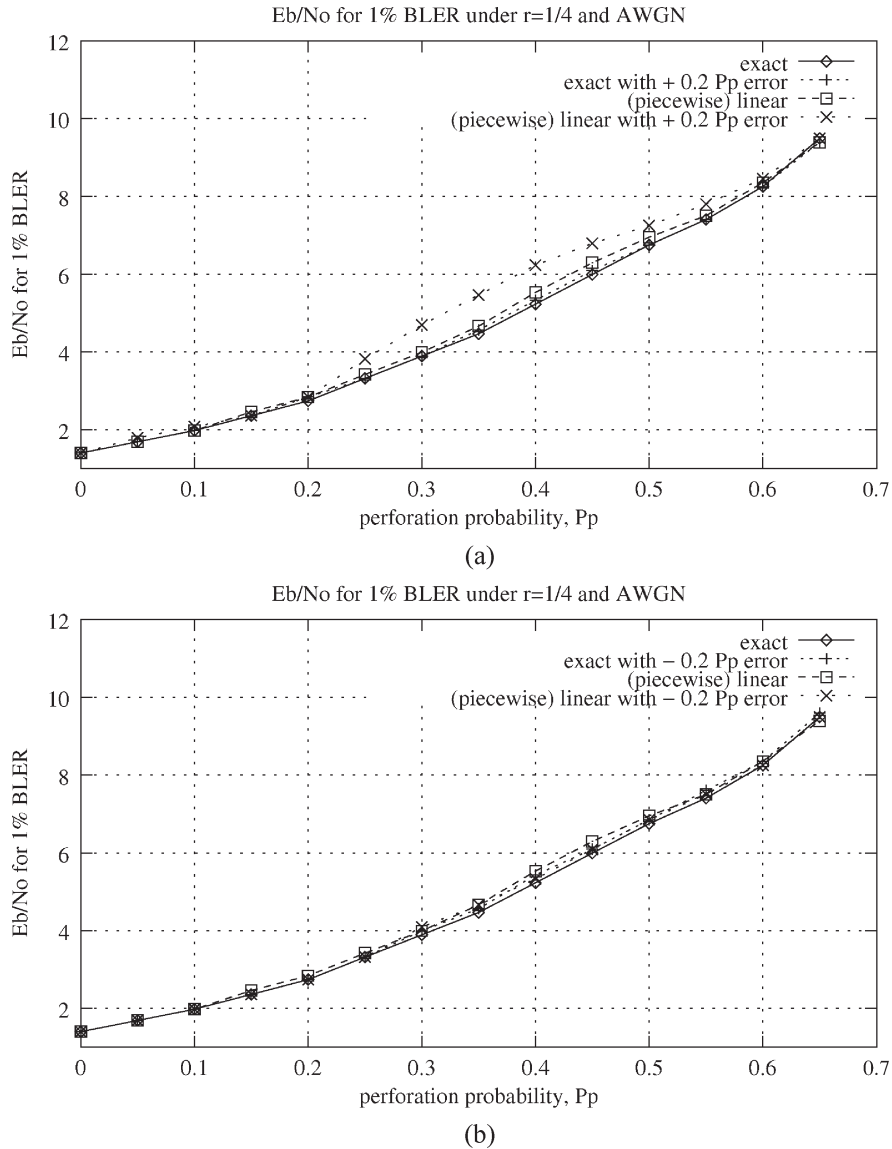 Eb/No for 1% BLER under r=1/4 and AWGN
12
10
8
6
4
2
Eb/No for 1% BLER
exact
exact with + 0.2 Pp error
(piecewise) linear
(piecewise) linear with + 0.2 Pp error
0 0.1 0.2 0.3 0.4 0.5 0.6 0.7
perforation probability, Pp
(a)
Eb/No for 1% BLER under r=1/4 and AWGN
12
10
8
6
4
2
Eb/No for 1% BLER
exact
exact with − 0.2 Pp error
(piecewise) linear
(piecewise) linear with − 0.2 Pp error
0 0.1 0.2 0.3 0.4 0.5 0.6 0.7
perforation probability, Pp
(b)